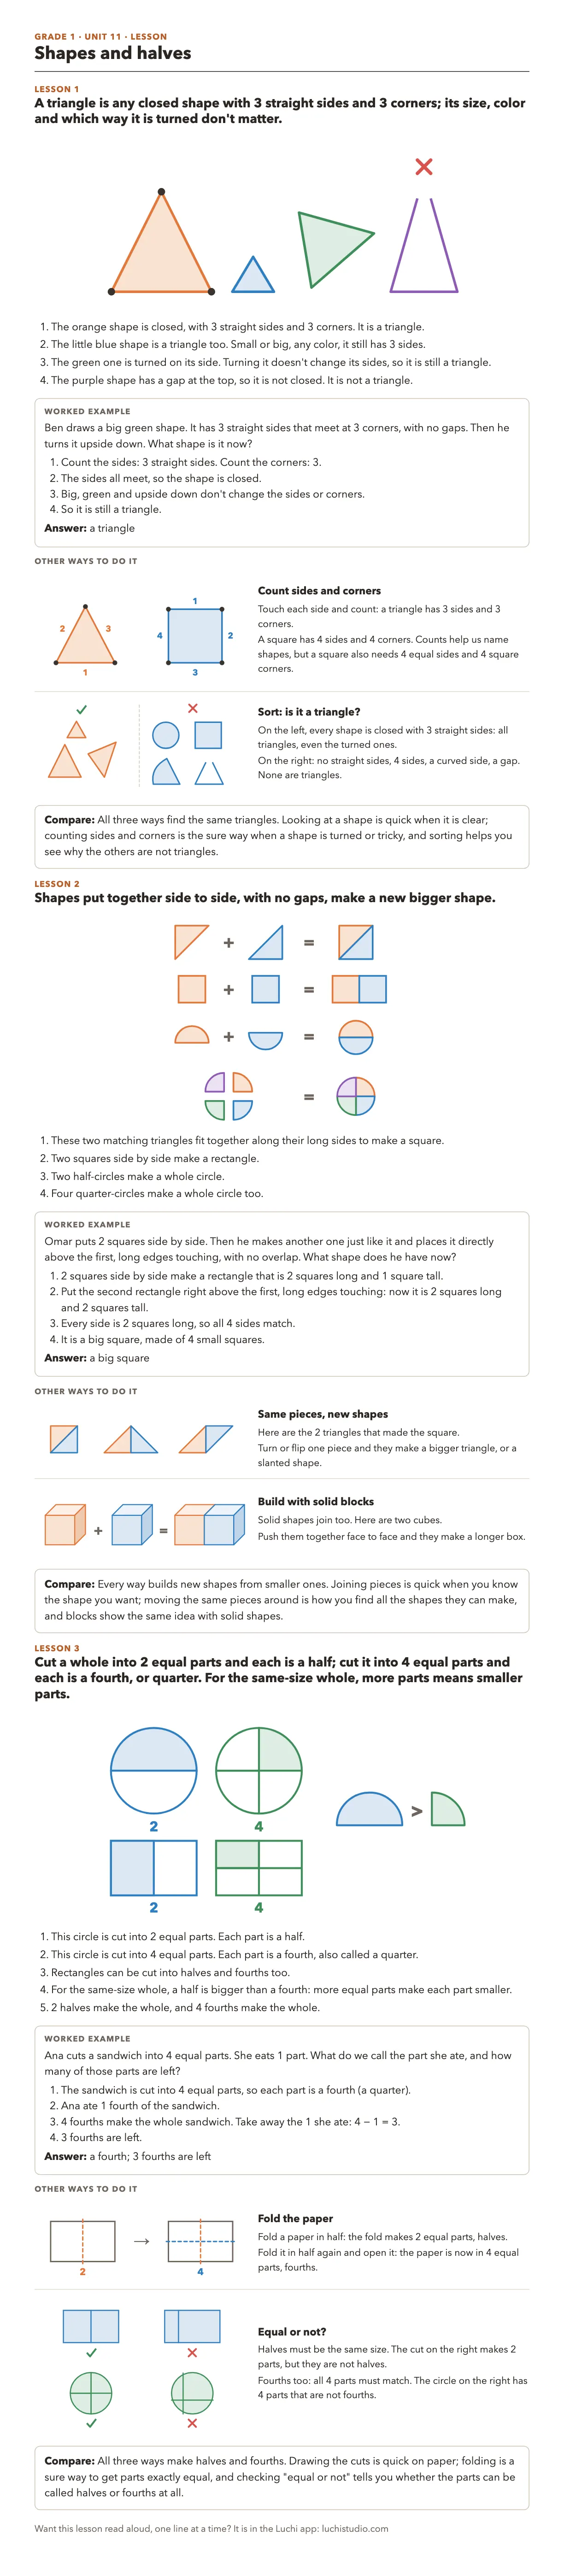 GRADE 1 · UNIT 11 · LESSON
Shapes and halves
LESSON 1
A triangle is any closed shape with 3 straight sides and 3 corners; its size, color
and which way it is turned don't matter.
1. The orange shape is closed, with 3 straight sides and 3 corners. It is a triangle.
2. The little blue shape is a triangle too. Small or big, any color, it still has 3 sides.
3. The green one is turned on its side. Turning it doesn't change its sides, so it is still a triangle.
4. The purple shape has a gap at the top, so it is not closed. It is not a triangle.
WORKED EXAMPLE
Ben draws a big green shape. It has 3 straight sides that meet at 3 corners, with no gaps. Then he
turns it upside down. What shape is it now?
1. Count the sides: 3 straight sides. Count the corners: 3.
2. The sides all meet, so the shape is closed.
3. Big, green and upside down don't change the sides or corners.
4. So it is still a triangle.
Answer: a triangle
OTHER WAYS TO DO IT
2 3
1
1
4 2
3
Count sides and corners
Touch each side and count: a triangle has 3 sides and 3
corners.
A square has 4 sides and 4 corners. Counts help us name
shapes, but a square also needs 4 equal sides and 4 square
corners.
Sort: is it a triangle?
On the left, every shape is closed with 3 straight sides: all
triangles, even the turned ones.
On the right: no straight sides, 4 sides, a curved side, a gap.
None are triangles.
Compare: All three ways find the same triangles. Looking at a shape is quick when it is clear;
counting sides and corners is the sure way when a shape is turned or tricky, and sorting helps you
see why the others are not triangles.
LESSON 2
Shapes put together side to side, with no gaps, make a new bigger shape.
+ =
+ =
+ =
=
1. These two matching triangles fit together along their long sides to make a square.
2. Two squares side by side make a rectangle.
3. Two half-circles make a whole circle.
4. Four quarter-circles make a whole circle too.
WORKED EXAMPLE
Omar puts 2 squares side by side. Then he makes another one just like it and places it directly
above the first, long edges touching, with no overlap. What shape does he have now?
1. 2 squares side by side make a rectangle that is 2 squares long and 1 square tall.
2. Put the second rectangle right above the first, long edges touching: now it is 2 squares long
and 2 squares tall.
3. Every side is 2 squares long, so all 4 sides match.
4. It is a big square, made of 4 small squares.
Answer: a big square
OTHER WAYS TO DO IT
Same pieces, new shapes
Here are the 2 triangles that made the square.
Turn or flip one piece and they make a bigger triangle, or a
slanted shape.
+ =
Build with solid blocks
Solid shapes join too. Here are two cubes.
Push them together face to face and they make a longer box.
Compare: Every way builds new shapes from smaller ones. Joining pieces is quick when you know
the shape you want; moving the same pieces around is how you find all the shapes they can make,
and blocks show the same idea with solid shapes.
LESSON 3
Cut a whole into 2 equal parts and each is a half; cut it into 4 equal parts and
each is a fourth, or quarter. For the same-size whole, more parts means smaller
parts.
2 4
>
2 4
1. This circle is cut into 2 equal parts. Each part is a half.
2. This circle is cut into 4 equal parts. Each part is a fourth, also called a quarter.
3. Rectangles can be cut into halves and fourths too.
4. For the same-size whole, a half is bigger than a fourth: more equal parts make each part smaller.
5. 2 halves make the whole, and 4 fourths make the whole.
WORKED EXAMPLE
Ana cuts a sandwich into 4 equal parts. She eats 1 part. What do we call the part she ate, and how
many of those parts are left?
1. The sandwich is cut into 4 equal parts, so each part is a fourth (a quarter).
2. Ana ate 1 fourth of the sandwich.
3. 4 fourths make the whole sandwich. Take away the 1 she ate: 4 − 1 = 3.
4. 3 fourths are left.
Answer: a fourth; 3 fourths are left
OTHER WAYS TO DO IT
→
2 4
Fold the paper
Fold a paper in half: the fold makes 2 equal parts, halves.
Fold it in half again and open it: the paper is now in 4 equal
parts, fourths.
Equal or not?
Halves must be the same size. The cut on the right makes 2
parts, but they are not halves.
Fourths too: all 4 parts must match. The circle on the right has
4 parts that are not fourths.
Compare: All three ways make halves and fourths. Drawing the cuts is quick on paper; folding is a
sure way to get parts exactly equal, and checking "equal or not" tells you whether the parts can be
called halves or fourths at all.
Want this lesson read aloud, one line at a time? It is in the Luchi app: luchistudio.com